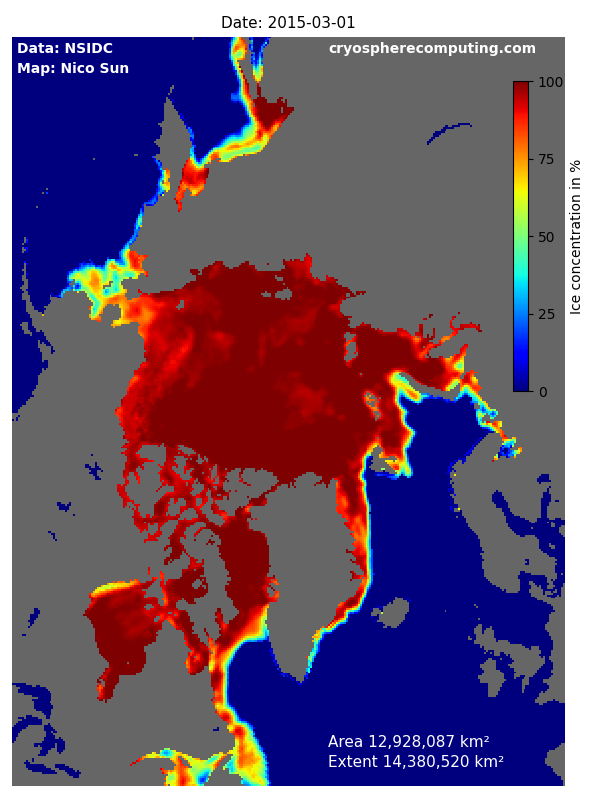 Date: 2015-03-01
Data: NSIDC
Map: Nico Sun
cryospherecomputing.com
100
75
50
25
0
Ice concentration in %
Area 12,928,087 km²
Extent 14,380,520 km²